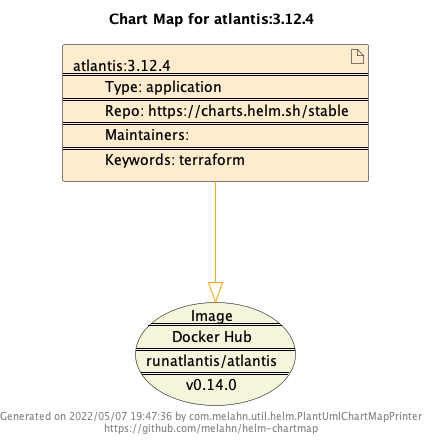 Chart Map for atlantis:3.12.4
atlantis:3.12.4
Type: application
Repo: https://charts.helm.sh/stable
Maintainers:
Keywords: terraform
Image
Docker Hub
runatlantis/atlantis
v0.14.0
Generated on 2022/05/07 19:47:36 by com.melahn.util.helm.PlantUmlChartMapPrinter
https://github.com/melahn/helm-chartmap